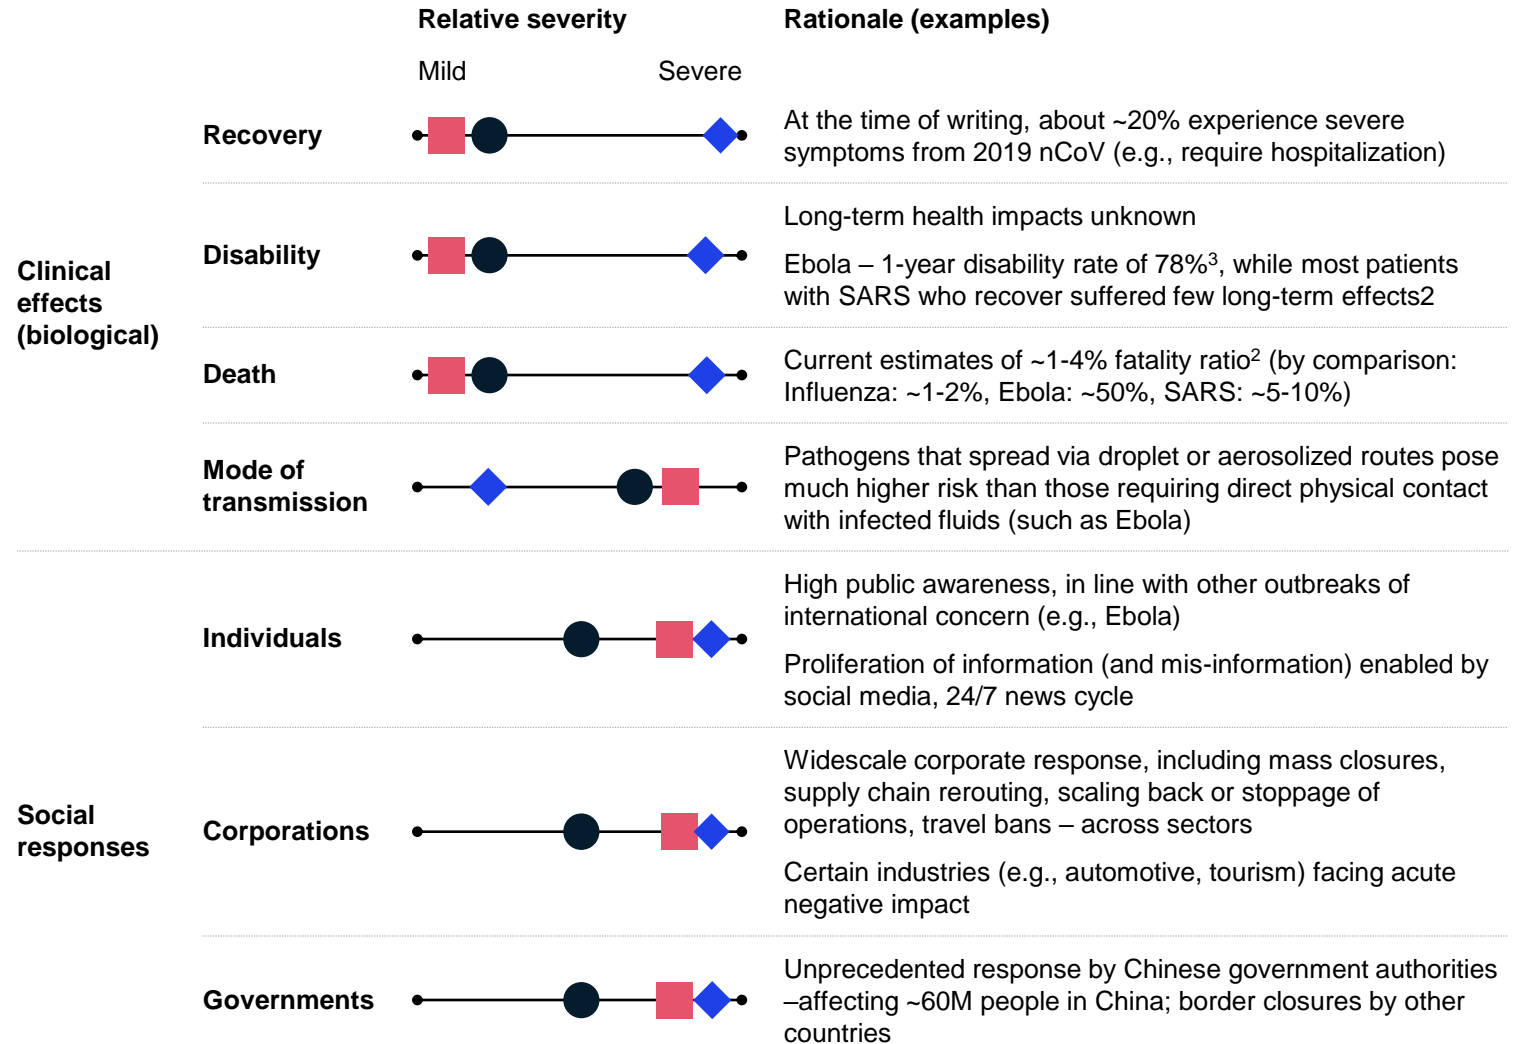 Relative severity
Rationale (examples)
Mild
Severe
Clinical
effects
(biological)
Recovery
At the time of writing, about ~20% experience severe
symptoms from 2019 nCoV (e.g., require hospitalization)
Disability
Long-term health impacts unknown
Ebola – 1-year disability rate of 78%³, while most patients
with SARS who recover suffered few long-term effects2
Death
Current estimates of ~1-4% fatality ratio² (by comparison:
Influenza: ~1-2%, Ebola: ~50%, SARS: ~5-10%)
Mode of
transmission
Pathogens that spread via droplet or aerosolized routes pose
much higher risk than those requiring direct physical contact
with infected fluids (such as Ebola)
Social
responses
Individuals
High public awareness, in line with other outbreaks of
international concern (e.g., Ebola)
Proliferation of information (and mis-information) enabled by
social media, 24/7 news cycle
Corporations
Widescale corporate response, including mass closures,
supply chain rerouting, scaling back or stoppage of
operations, travel bans – across sectors
Certain industries (e.g., automotive, tourism) facing acute
negative impact
Governments
Unprecedented response by Chinese government authorities
–affecting ~60M people in China; border closures by other
countries